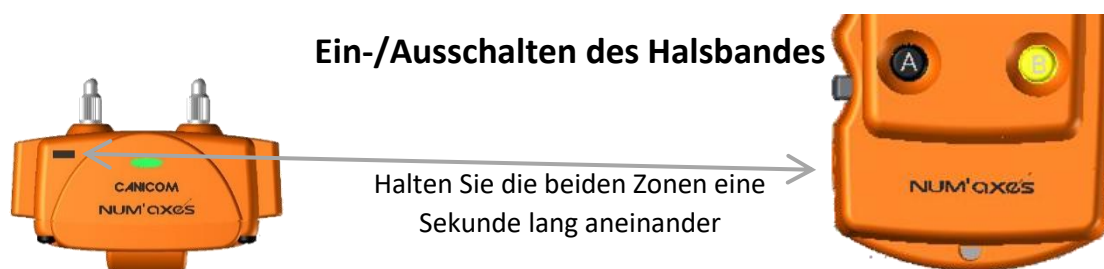 Ein-/Ausschalten des Halsbandes
A
B
CANICOM
NUM'axes
Halten Sie die beiden Zonen eine
Sekunde lang aneinander
NUM'axes